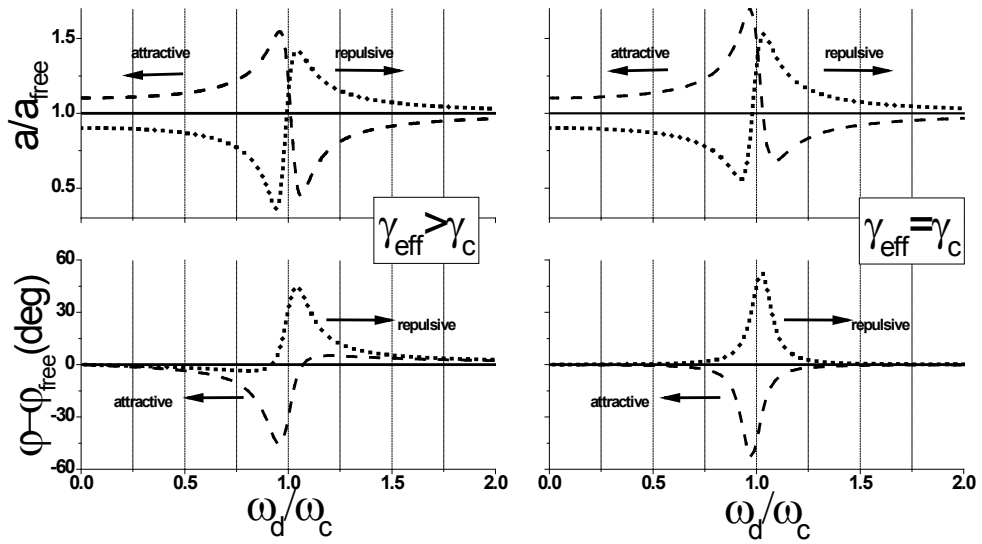 a/a_free
1.5
1.0
0.5
attractive
repulsive
attractive
repulsive
γ_eff>γ_c
γ_eff=γ_c
φ–φ_free(deg)
60
30
0
-30
-60
repulsive
attractive
repulsive
attractive
0.0 0.5 1.0 1.5 2.0
0.0 0.5 1.0 1.5 2.0
ω_d/ω_c
ω_d/ω_c